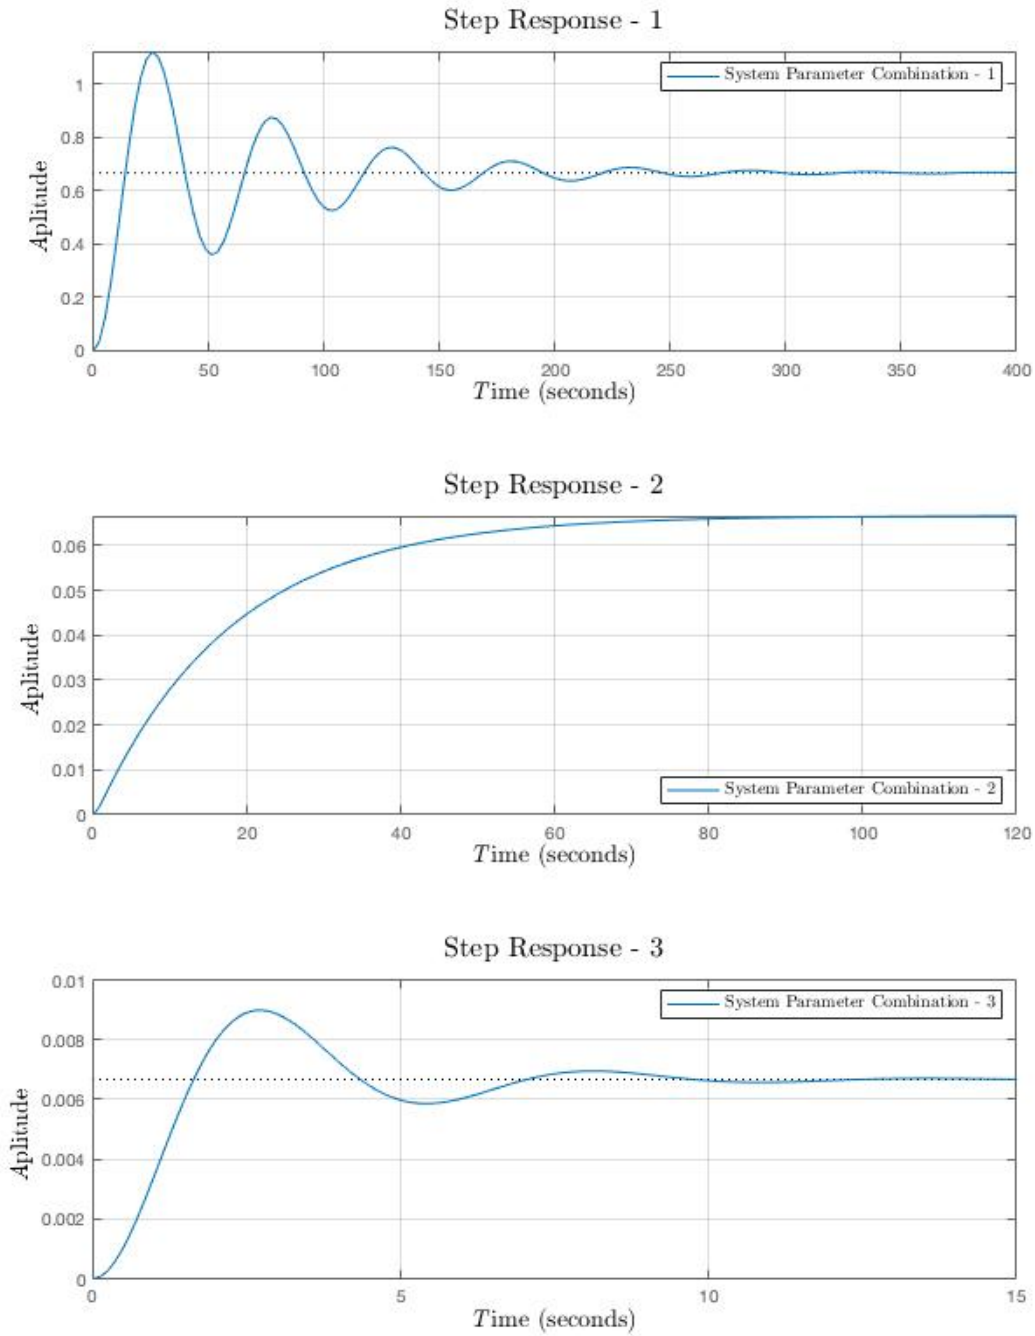 Step Response - 1
System Parameter Combination - 1
Aplitude
1
0.8
0.6
0.4
0.2
0
0 50 100 150 200 250 300 350 400
Time (seconds)
Step Response - 2
Aplitude
0.06
0.05
0.04
0.03
0.02
0.01
0
System Parameter Combination - 2
0 20 40 60 80 100 120
Time (seconds)
Step Response - 3
System Parameter Combination - 3
Aplitude
0.01
0.008
0.006
0.004
0.002
0
0 5 10 15
Time (seconds)